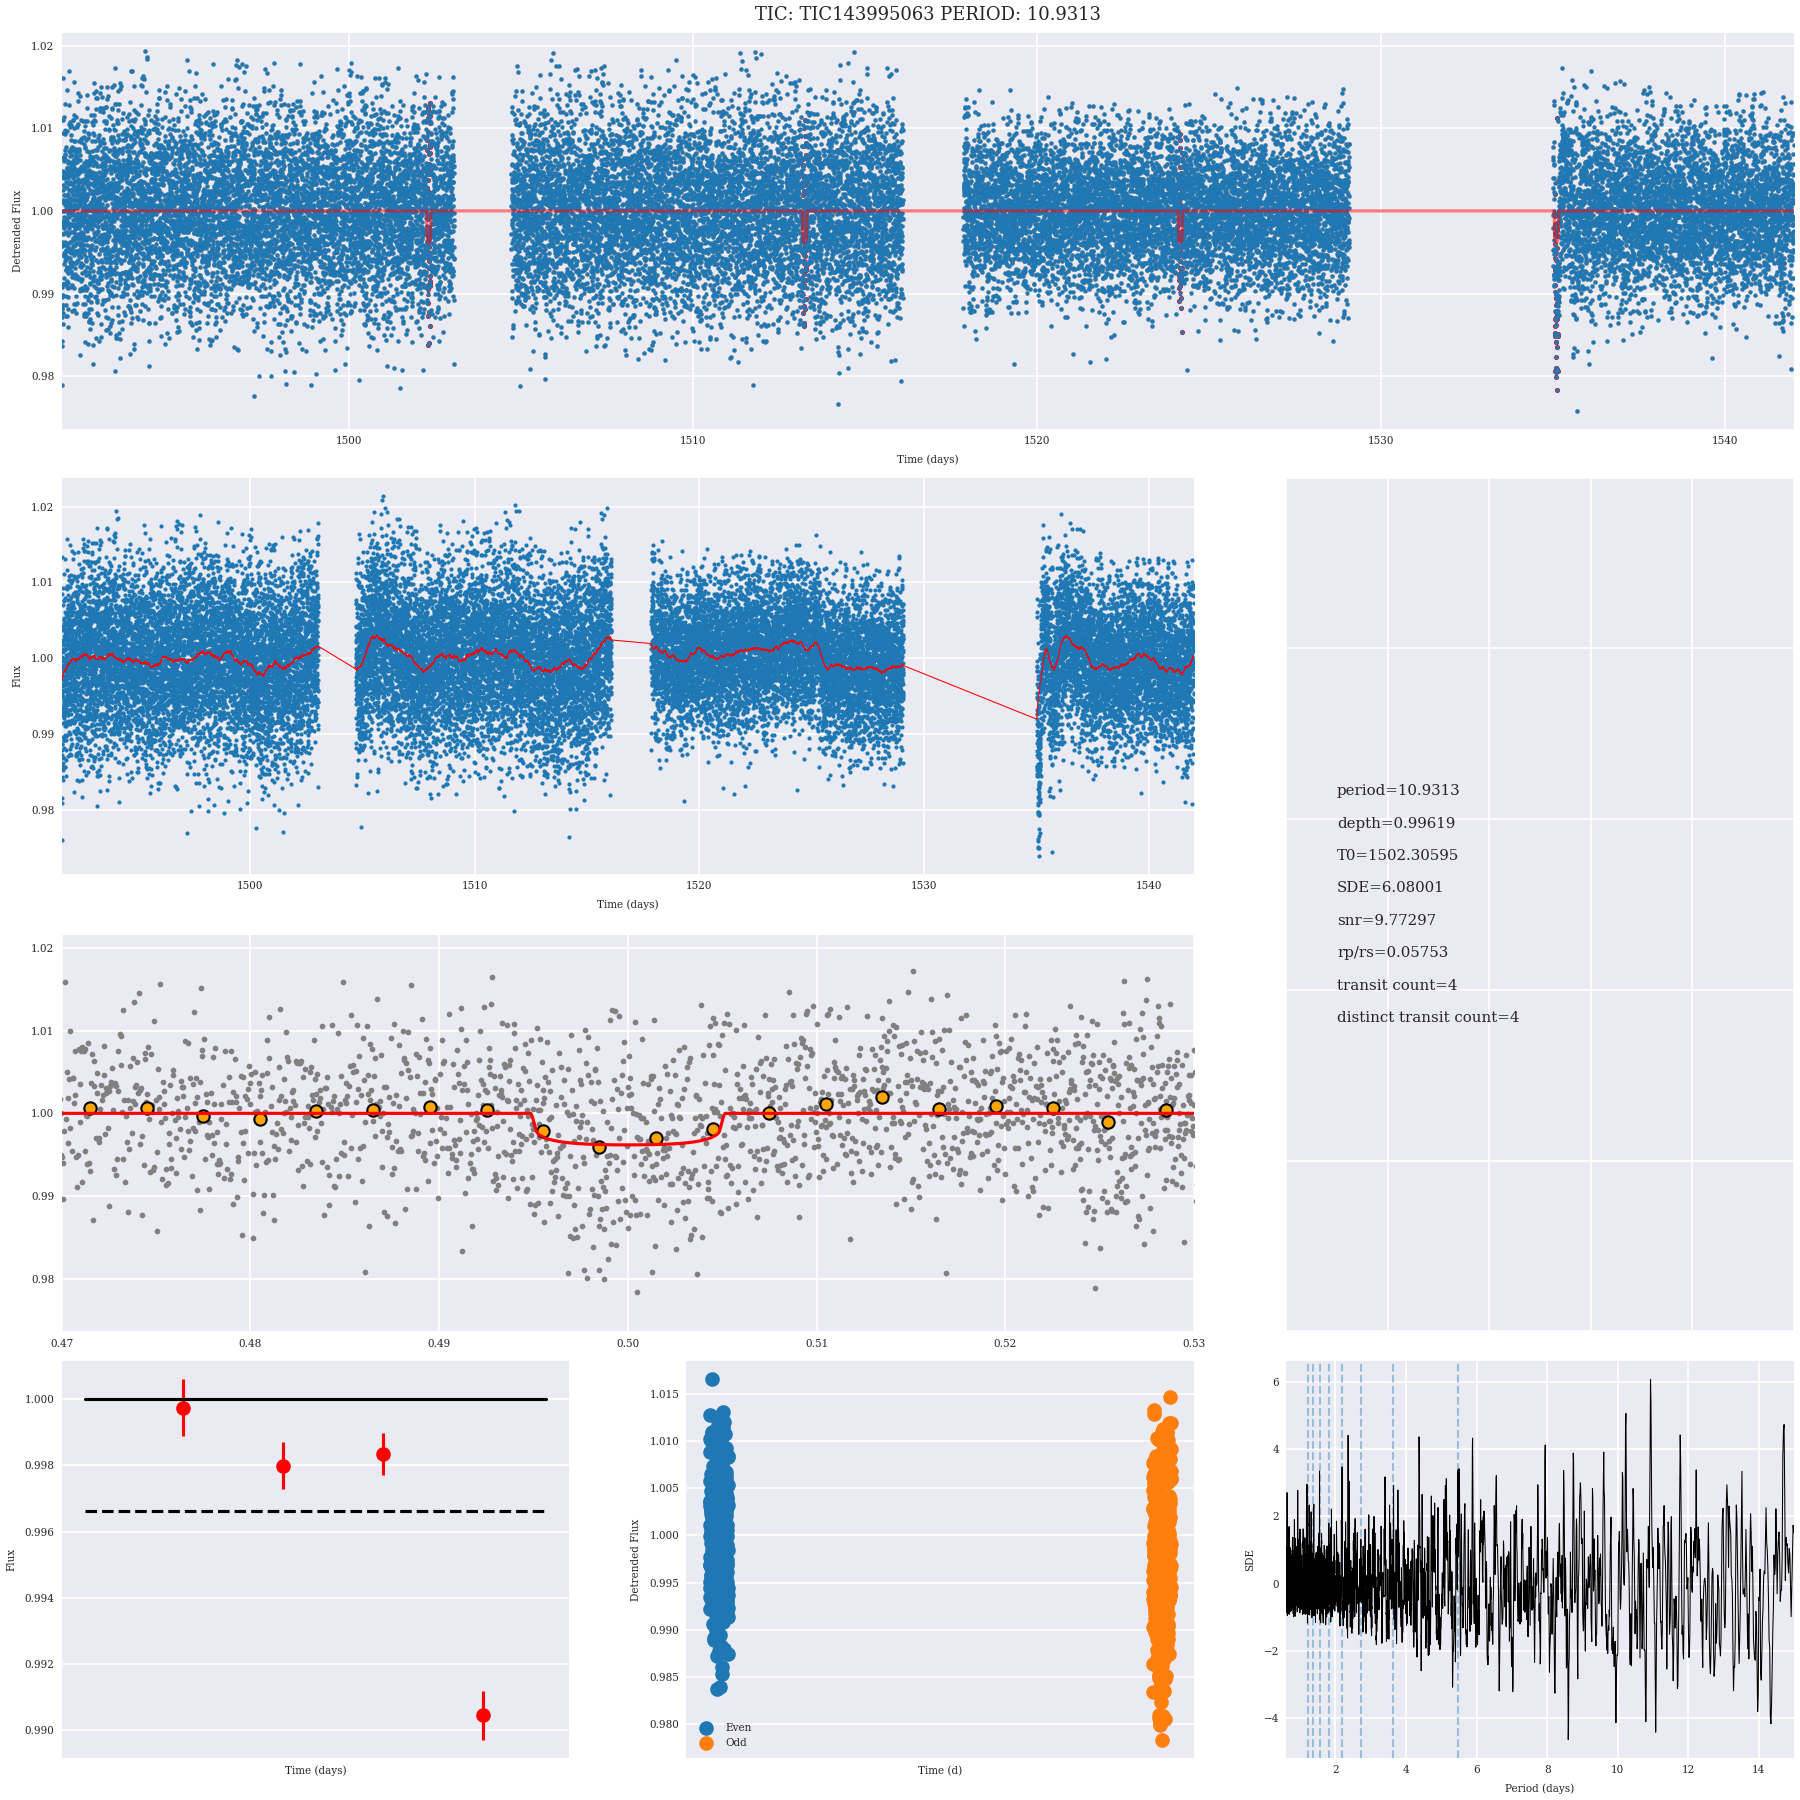 TIC: TIC143995063 PERIOD: 10.9313
1.02
1.01
1.00
0.99
0.98
Detrended Flux
1500
1510
1520
1530
1540
Time (days)
1.02
1.01
1.00
0.99
0.98
Flux
1500
1510
1520
1530
1540
Time (days)
period=10.9313
depth=0.99619
T0=1502.30595
SDE=6.08001
snr=9.77297
rp/rs=0.05753
transit count=4
distinct transit count=4
1.02
1.01
1.00
0.99
0.98
0.47
0.48
0.49
0.50
0.51
0.52
0.53
1.000
0.998
0.996
0.994
0.992
0.990
Flux
Time (days)
1.015
1.010
1.005
1.000
0.995
0.990
0.985
0.980
Detrended Flux
Even
Odd
Time (d)
6
4
2
0
−2
−4
SDE
2
4
6
8
10
12
14
Period (days)